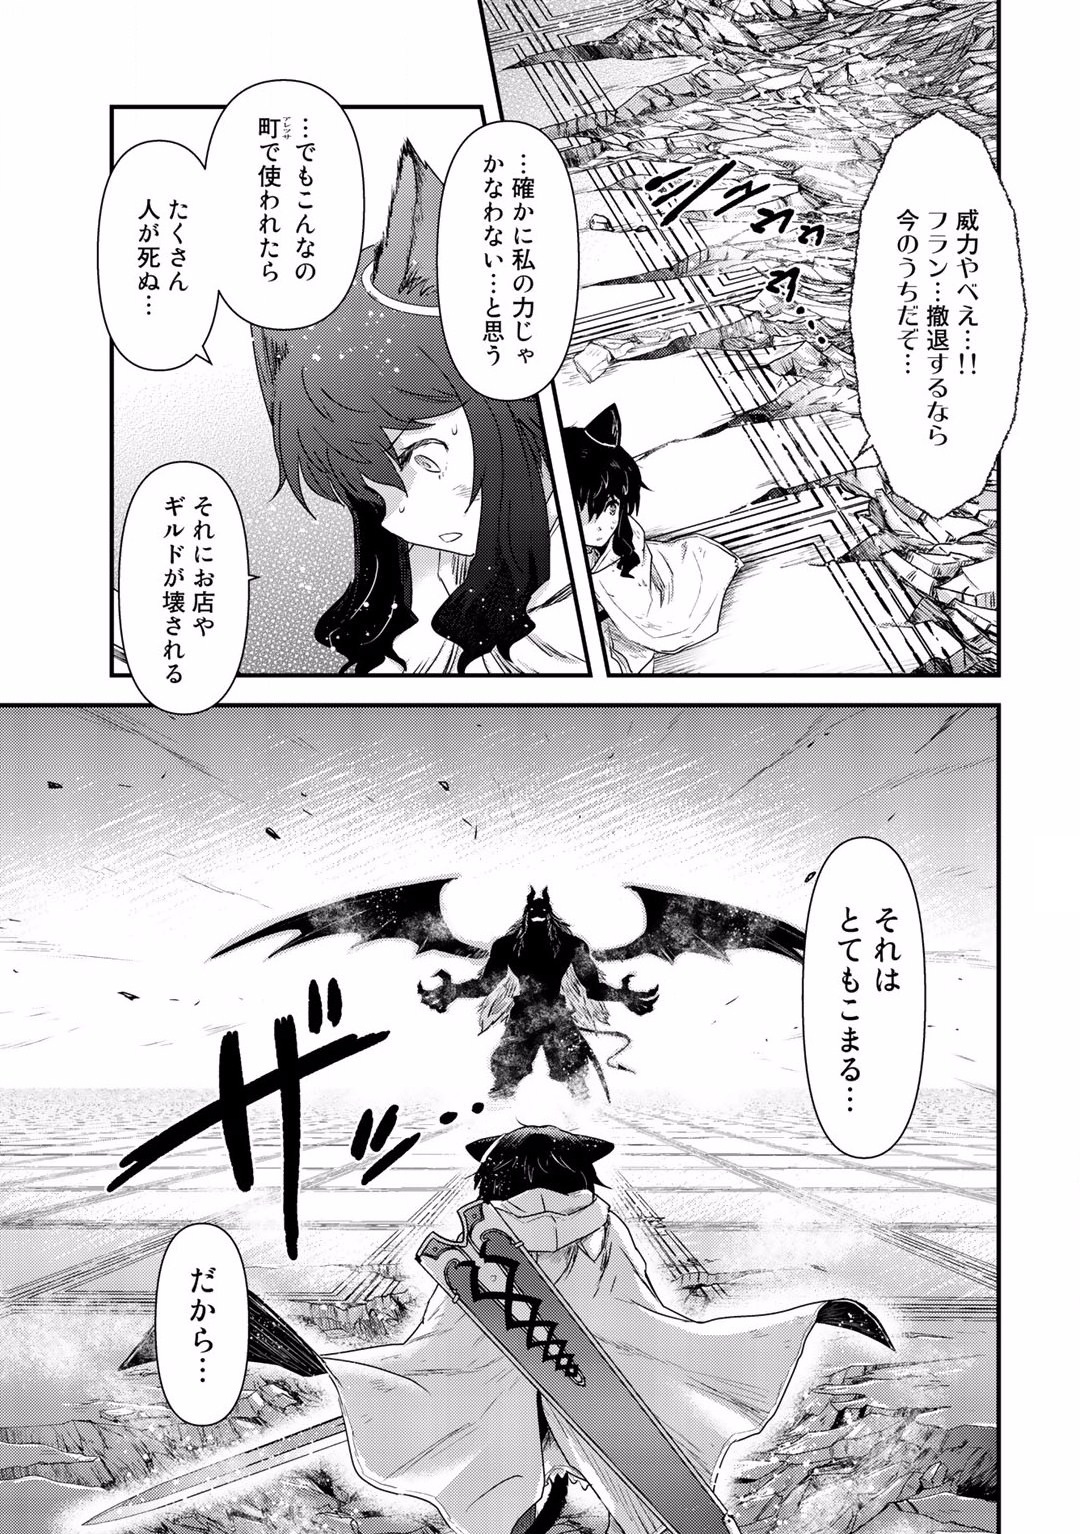 威力やべえ…!!
フラン…撤退するなら
今のうちだぞ…
ズズズ…
…確かに私の力じゃ
かなわない…と思う
…でもこんなの
町で使われたら
アレッサ
たくさん
人が死ぬ…
それにお店や
ギルドが壊される
それは
とてもこまる…
ザッ…
だから…